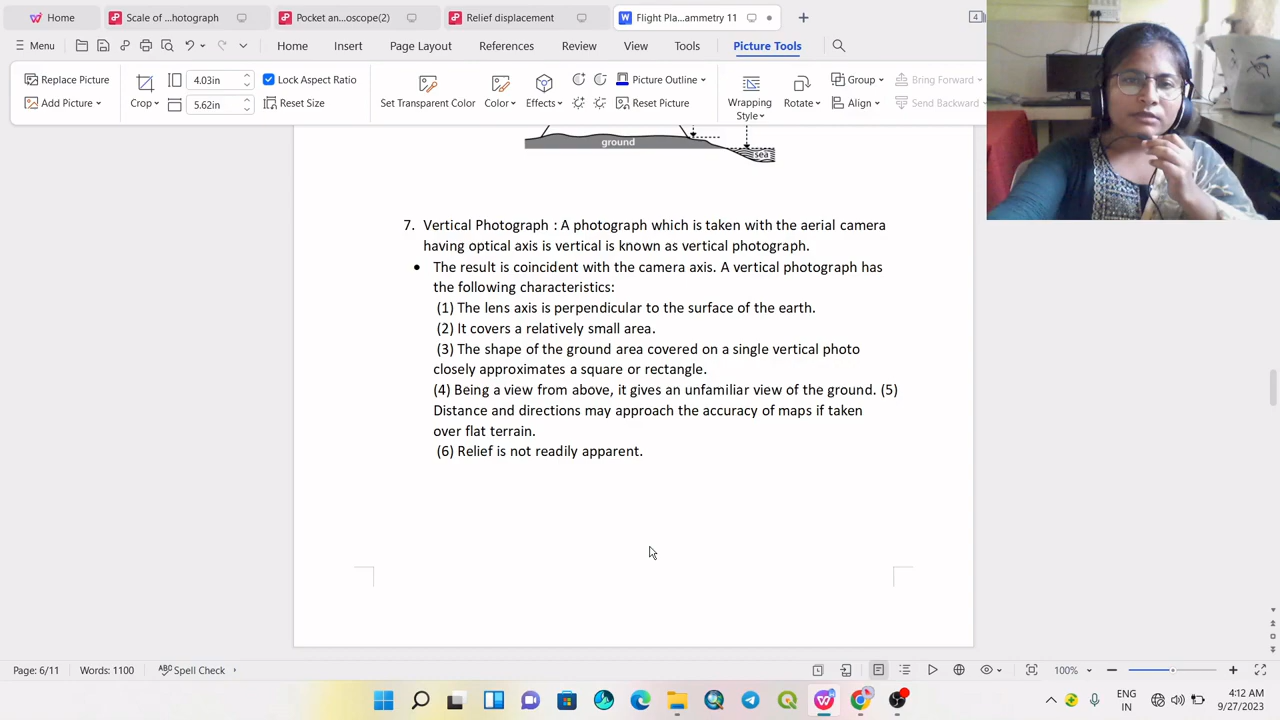 Home Scale of ...hotograph Pocket an...oscope(2) Relief displacement Flight Pla...ammetry 11 4
Menu Home Insert Page Layout References Review View Tools Picture Tools
Replace Picture 4.03in Lock Aspect Ratio Picture Outline Group Bring Forward
Add Picture Crop 5.62in Reset Size Set Transparent Color Color Effects Reset Picture Wrapping Style Rotate Align Send Backward
ground
sea
7. Vertical Photograph : A photograph which is taken with the aerial camera
having optical axis is vertical is known as vertical photograph.
• The result is coincident with the camera axis. A vertical photograph has
the following characteristics:
(1) The lens axis is perpendicular to the surface of the earth.
(2) It covers a relatively small area.
(3) The shape of the ground area covered on a single vertical photo
closely approximates a square or rectangle.
(4) Being a view from above, it gives an unfamiliar view of the ground. (5)
Distance and directions may approach the accuracy of maps if taken
over flat terrain.
(6) Relief is not readily apparent.
Page: 6/11 Words: 1100 Spell Check 100%
ENG 4:12 AM
IN 9/27/2023